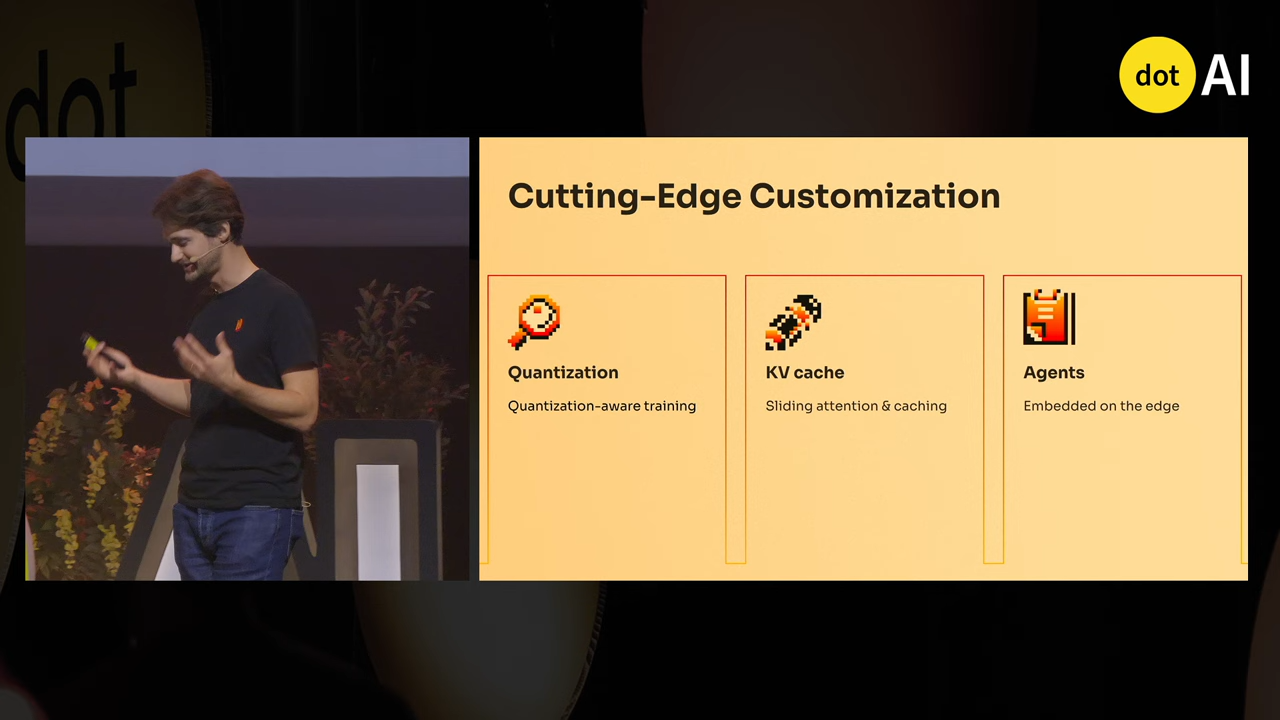 dot
dot AI
Cutting-Edge Customization
Quantization
Quantization-aware training
KV cache
Sliding attention & caching
Agents
Embedded on the edge